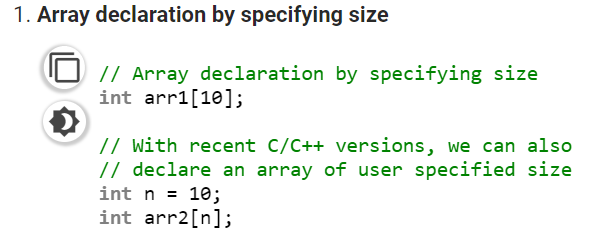 1. Array declaration by specifying size
// Array declaration by specifying size
int arr1[10];
// With recent C/C++ versions, we can also
// declare an array of user specified size
int n = 10;
int arr2[n];